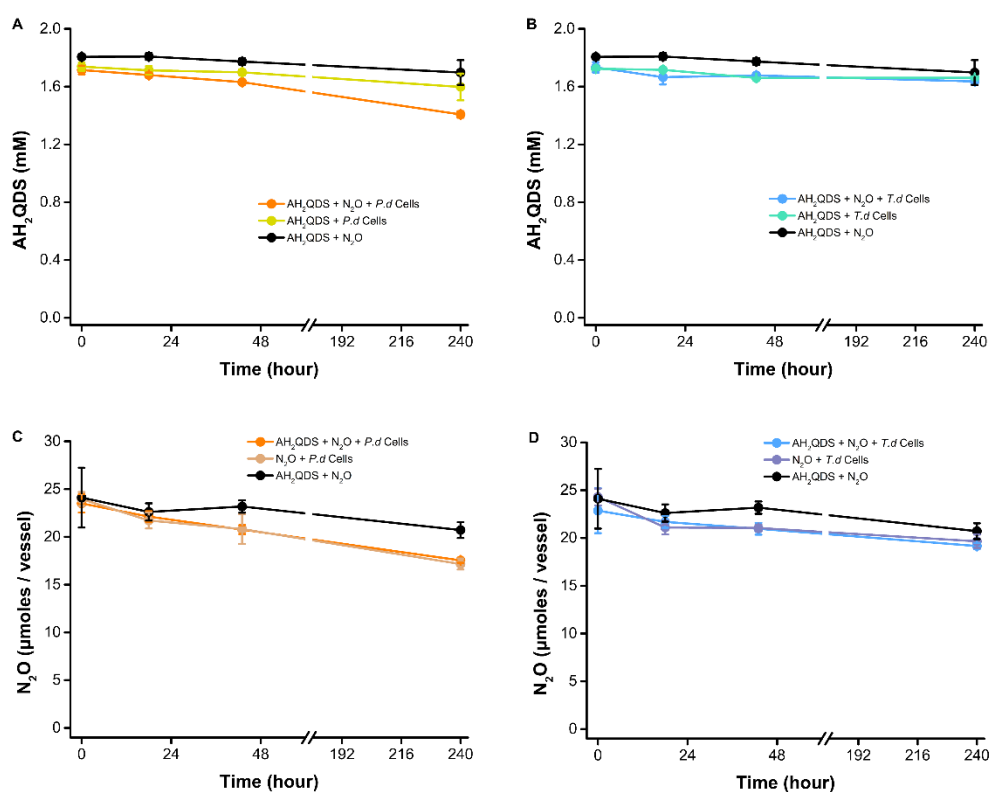 A
AH₂QDS (mM)
2.0
1.6
1.2
0.8
0.4
0.0
AH₂QDS + N₂O + P.d Cells
AH₂QDS + P.d Cells
AH₂QDS + N₂O
0 24 48 192 216 240
Time (hour)
B
AH₂QDS (mM)
2.0
1.6
1.2
0.8
0.4
0.0
AH₂QDS + N₂O + T.d Cells
AH₂QDS + T.d Cells
AH₂QDS + N₂O
0 24 48 192 216 240
Time (hour)
C
N₂O (µmoles / vessel)
30
25
20
15
10
5
0
AH₂QDS + N₂O + P.d Cells
N₂O + P.d Cells
AH₂QDS + N₂O
0 24 48 192 216 240
Time (hour)
D
N₂O (µmoles / vessel)
30
25
20
15
10
5
0
AH₂QDS + N₂O + T.d Cells
N₂O + T.d Cells
AH₂QDS + N₂O
0 24 48 192 216 240
Time (hour)